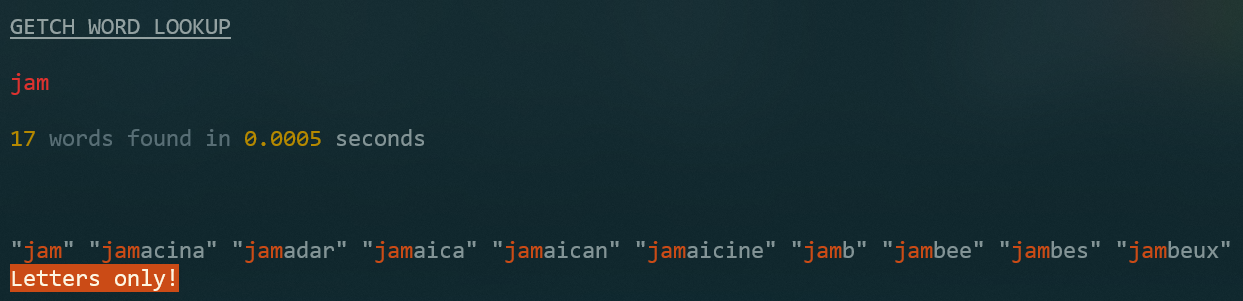 GETCH WORD LOOKUP
jam
17 words found in 0.0005 seconds
"jam" "jamacina" "jamadar" "jamaica" "jamaican" "jamaicine" "jamb" "jambee" "jambes" "jambeux"
Letters only!